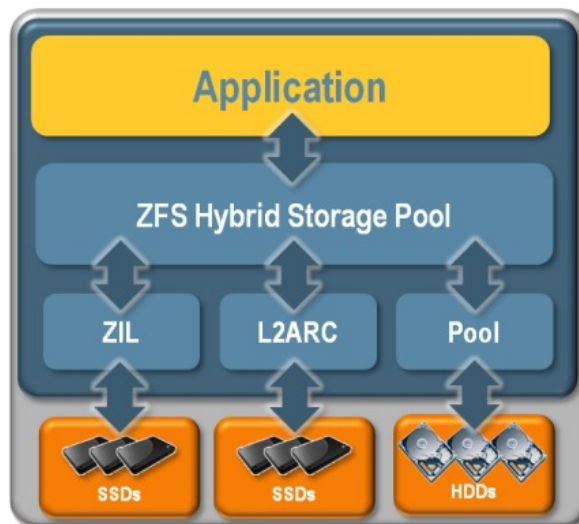 Application
ZFS Hybrid Storage Pool
ZIL
L2ARC
Pool
SSDs
SSDs
HDDs